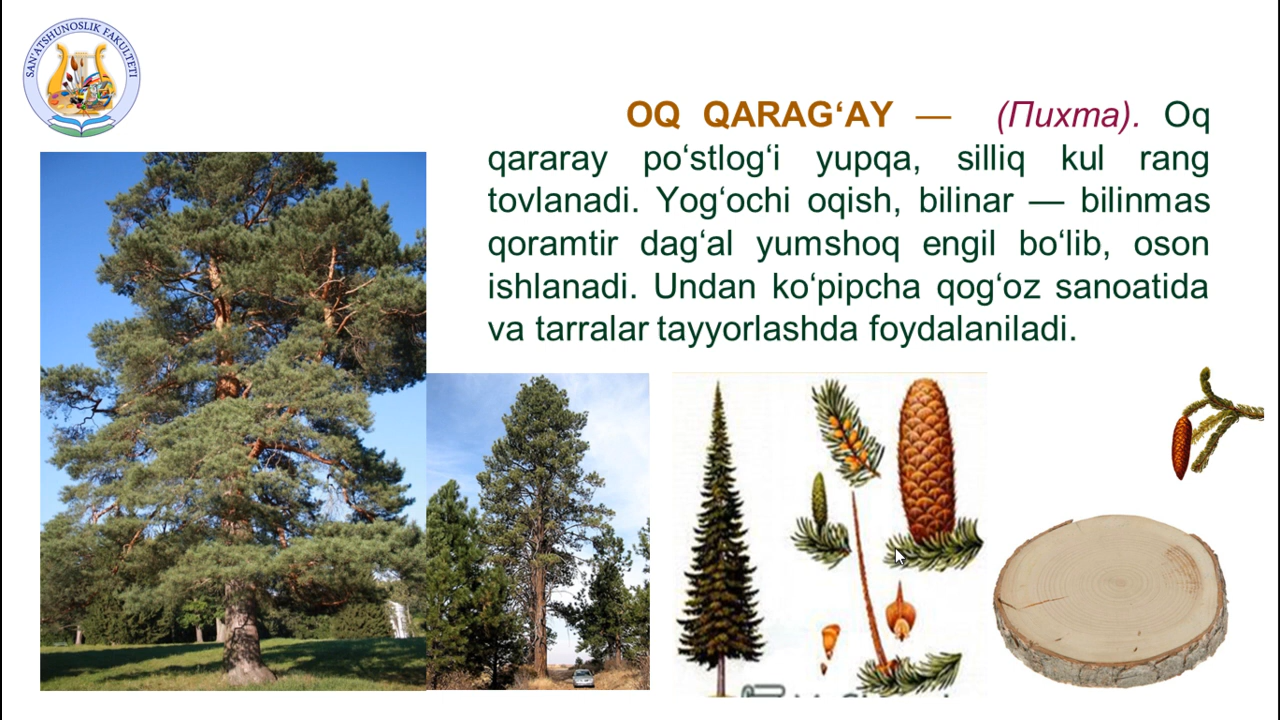 SAN'ATSHUNOSLIK FAKULTETI
OQ QARAG‘AY — (Пихта). Oq
qararay po‘stlog‘i yupqa, silliq kul rang
tovlanadi. Yog‘ochi oqish, bilinar — bilinmas
qoramtir dag‘al yumshoq engil bo‘lib, oson
ishlanadi. Undan ko‘pipcha qog‘oz sanoatida
va tarralar tayyorlashda foydalaniladi.